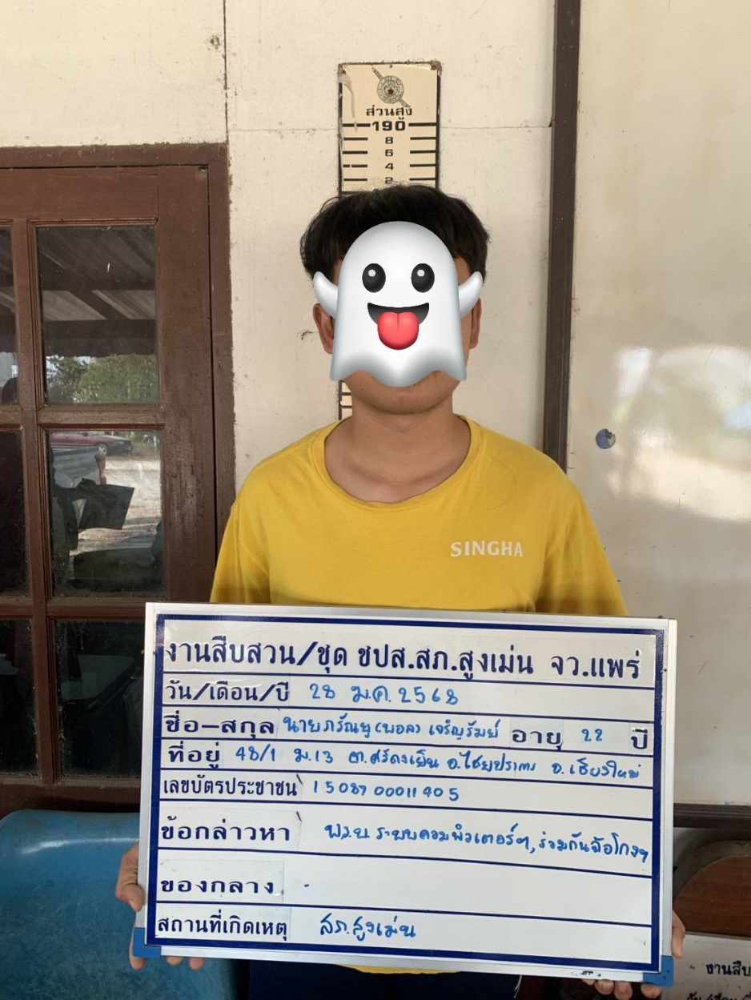 ส่วนสูง
190
8
6
4
2
SINGHA
งานสืบสวน/ชุด ชปส.สภ.สูงเม่น จว.แพร่
วัน/เดือน/ปี 28 ม.ค. 2568
ชื่อ-สกุล นายภรัณยู (พอส) เจริญรัมย์ อายุ 22 ปี
ที่อยู่ 48/1 ม.13 ต.ศรีดงเย็น อ.ไชยปราการ จ.เชียงใหม่
เลขบัตรประชาชน 1 5087 00011 40 5
ข้อกล่าวหา พ.ร.บ ระบบคอมพิวเตอร์ฯ, ร่วมกันฉ้อโกงฯ
ของกลาง -
สถานที่เกิดเหตุ สภ.สูงเม่น
งานสืบ